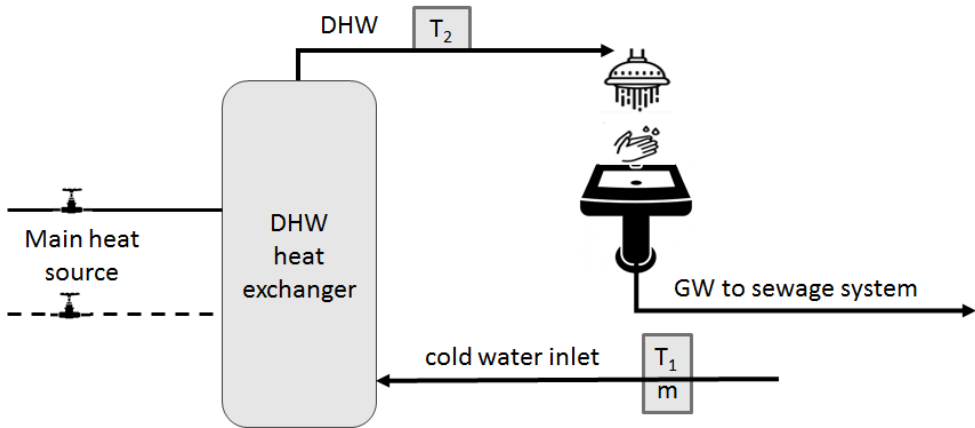 DHW
T₂
Main heat
source
DHW
heat
exchanger
GW to sewage system
cold water inlet
T₁
m